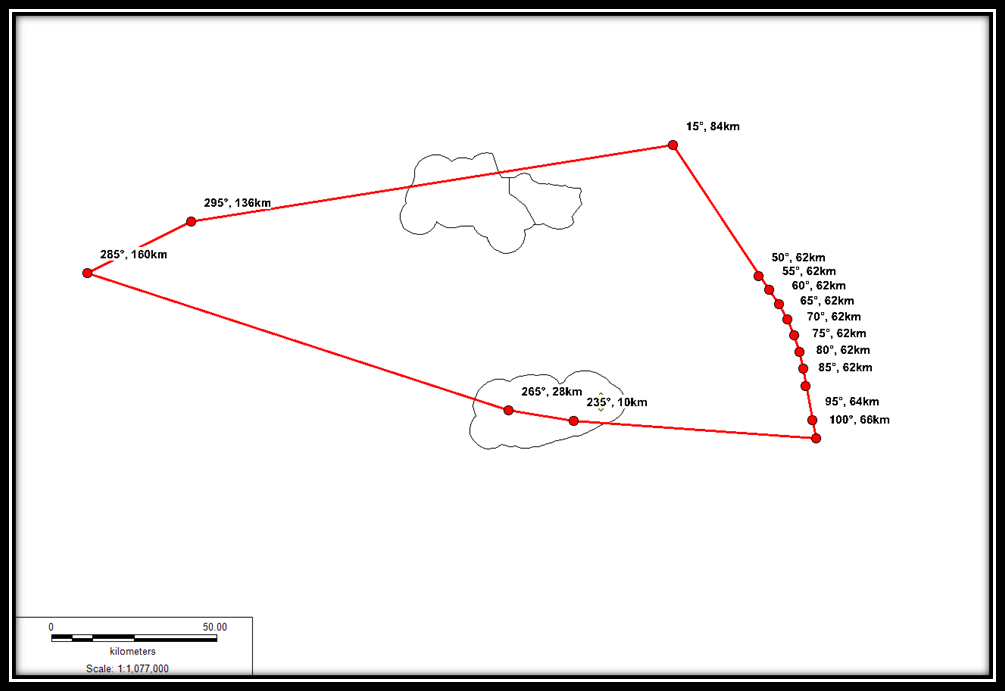 15°, 84km
295°, 136km
285°, 160km
50°, 62km
55°, 62km
60°, 62km
65°, 62km
70°, 62km
75°, 62km
80°, 62km
85°, 62km
265°, 28km
235°, 10km
95°, 64km
100°, 66km
0 50.00
kilometers
Scale: 1:1,077,000